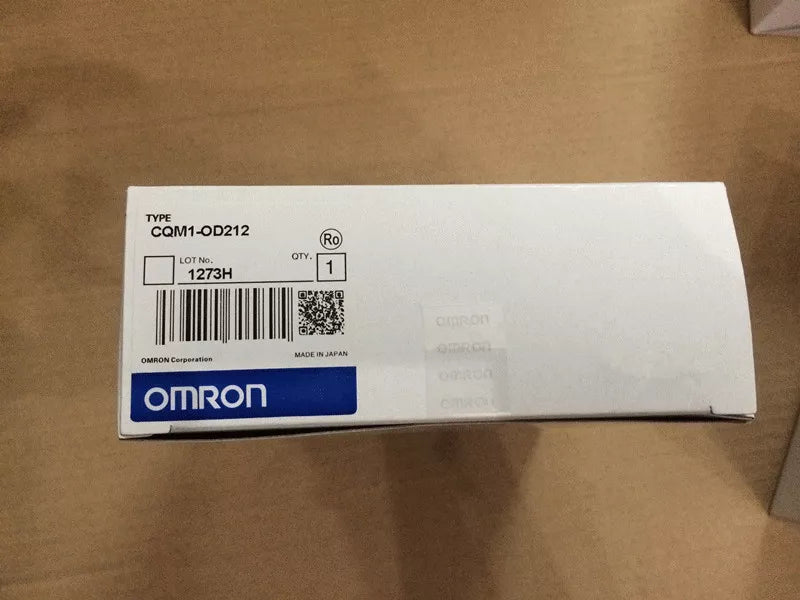 TYPE
CQM1-OD212
Ro
LOT No.
QTY.
1273H
1
OMRON Corporation
MADE IN JAPAN
OMRON
OMRON
OMRON
OMRON
OMRON